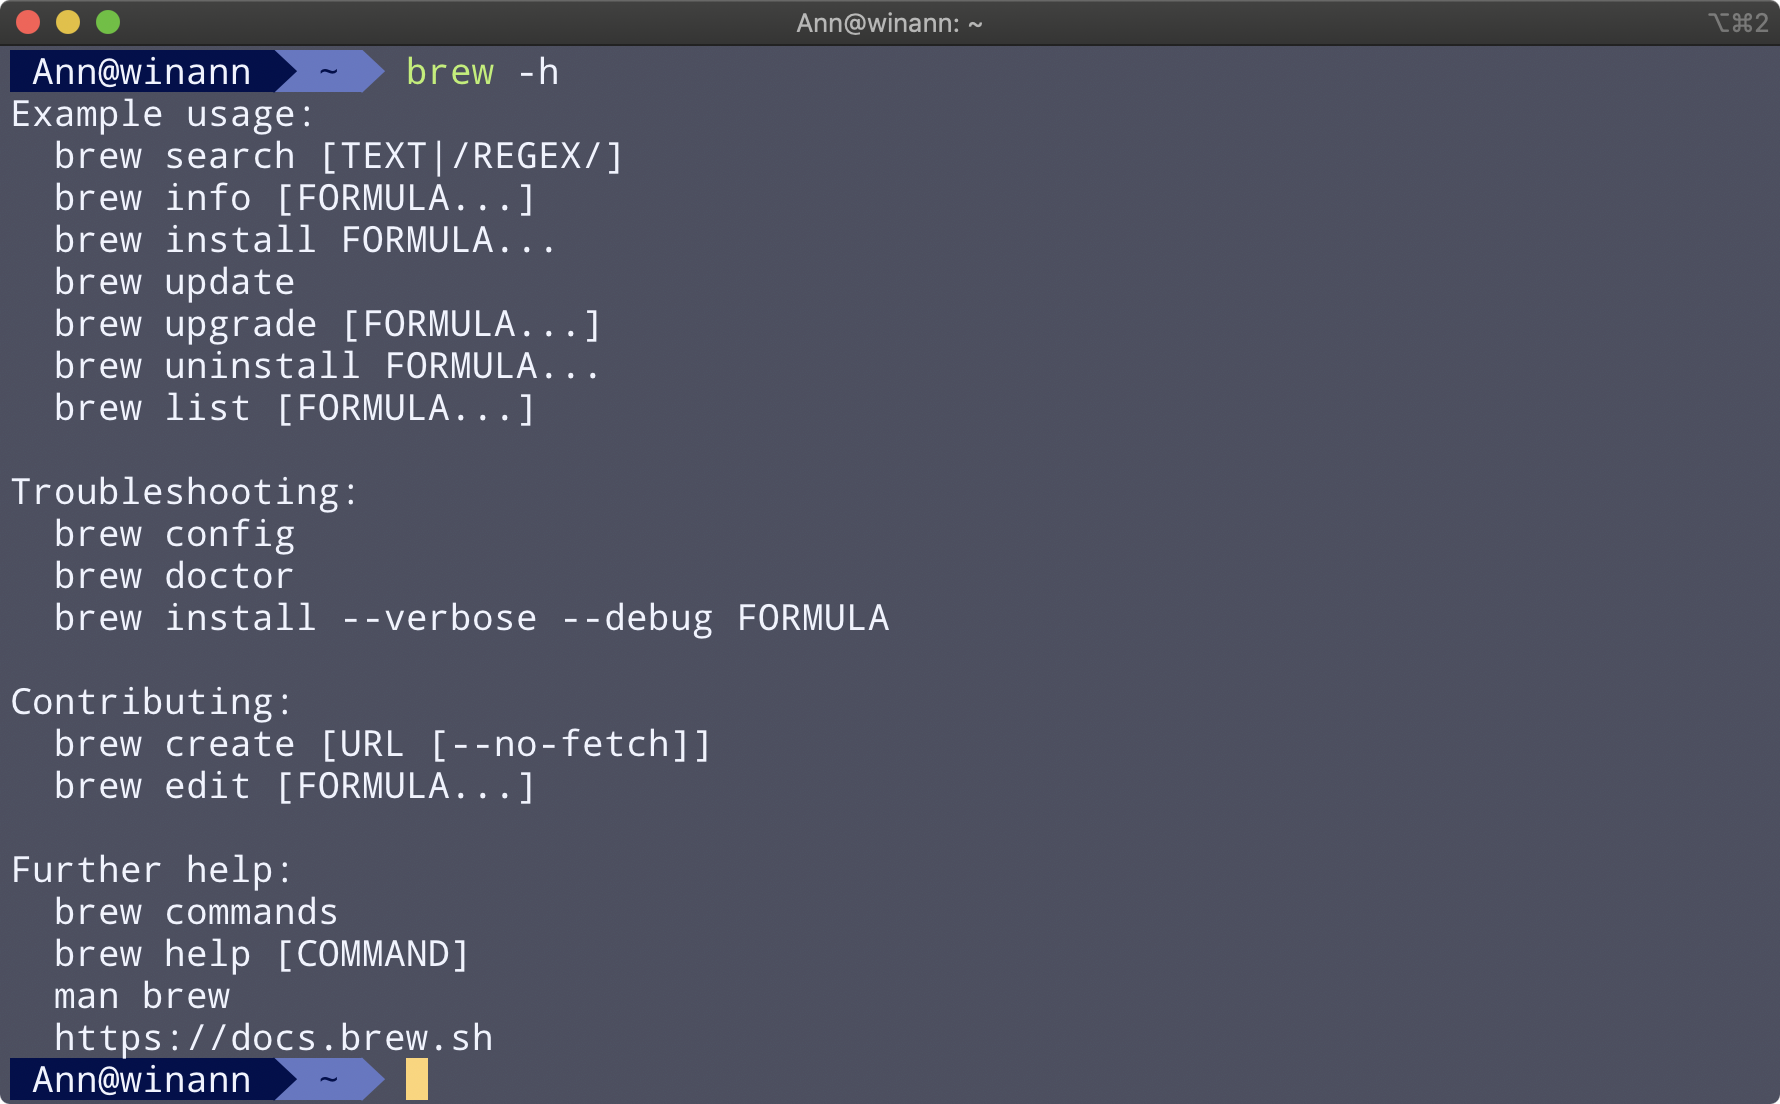 Ann@winann: ~ ⌥⌘2
Ann@winann ~ brew -h
Example usage:
  brew search [TEXT|/REGEX/]
  brew info [FORMULA...]
  brew install FORMULA...
  brew update
  brew upgrade [FORMULA...]
  brew uninstall FORMULA...
  brew list [FORMULA...]

Troubleshooting:
  brew config
  brew doctor
  brew install --verbose --debug FORMULA

Contributing:
  brew create [URL [--no-fetch]]
  brew edit [FORMULA...]

Further help:
  brew commands
  brew help [COMMAND]
  man brew
  https://docs.brew.sh
Ann@winann ~